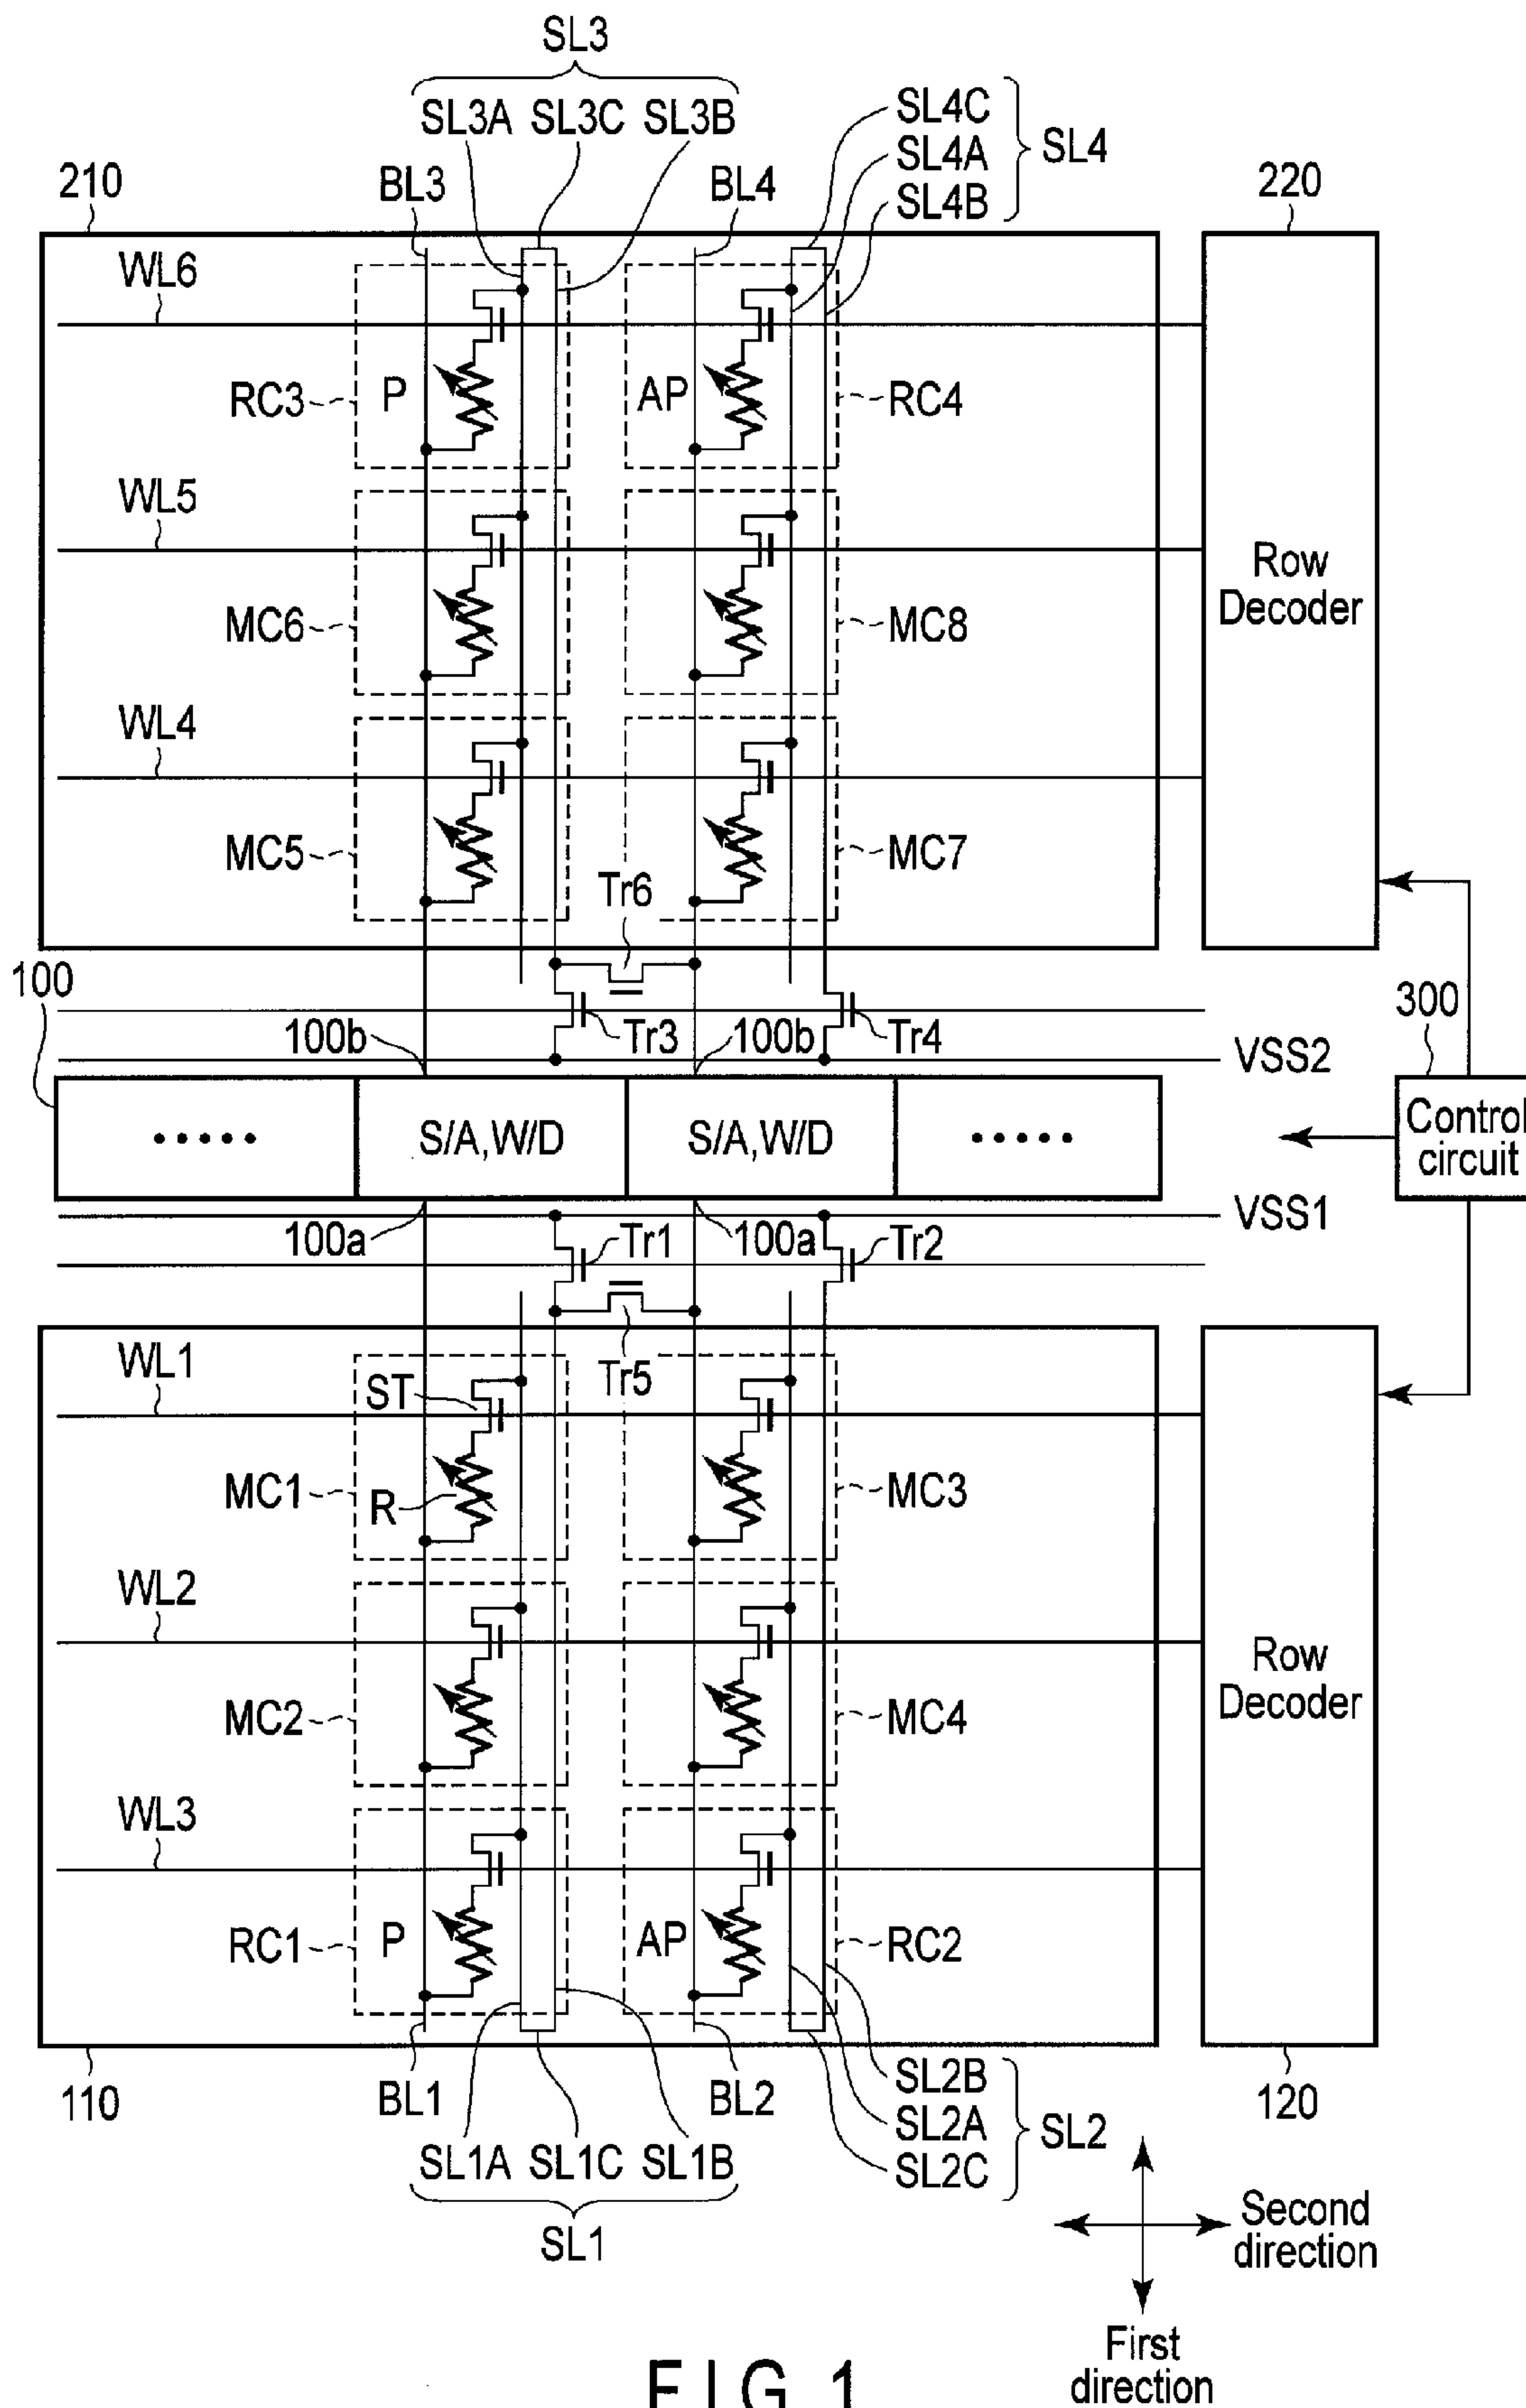 SL3
SL3A SL3C SL3B
SL4C
SL4A
SL4B
SL4
210
BL3
BL4
220
WL6
RC3
P
AP
RC4
WL5
MC6
MC8
Row
Decoder
WL4
MC5
MC7
Tr6
100
100b
Tr3
100b
Tr4
VSS2
300
S/A,W/D
S/A,W/D
Control
circuit
100a
Tr1
100a
Tr2
VSS1
WL1
Tr5
ST
MC1
R
MC3
WL2
MC2
MC4
Row
Decoder
WL3
RC1
P
AP
RC2
110
BL1
BL2
SL2B
SL2A
SL2C
SL2
120
SL1A SL1C SL1B
SL1
Second
direction
First
direction
FIG. 1